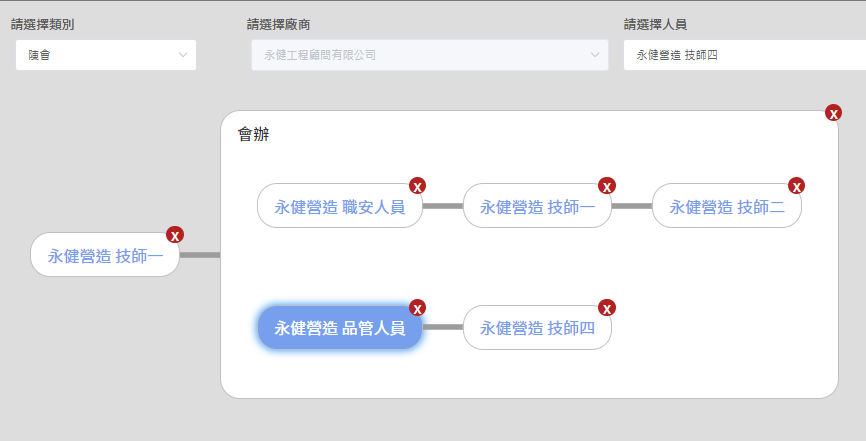 請選擇類別 請選擇廠商 請選擇人員
陳會 永健工程顧問有限公司 永健營造 技師四
X
會辦
X X X
永健營造 職安人員 永健營造 技師一 永健營造 技師二
X
永健營造 技師一
X X
永健營造 品管人員 永健營造 技師四